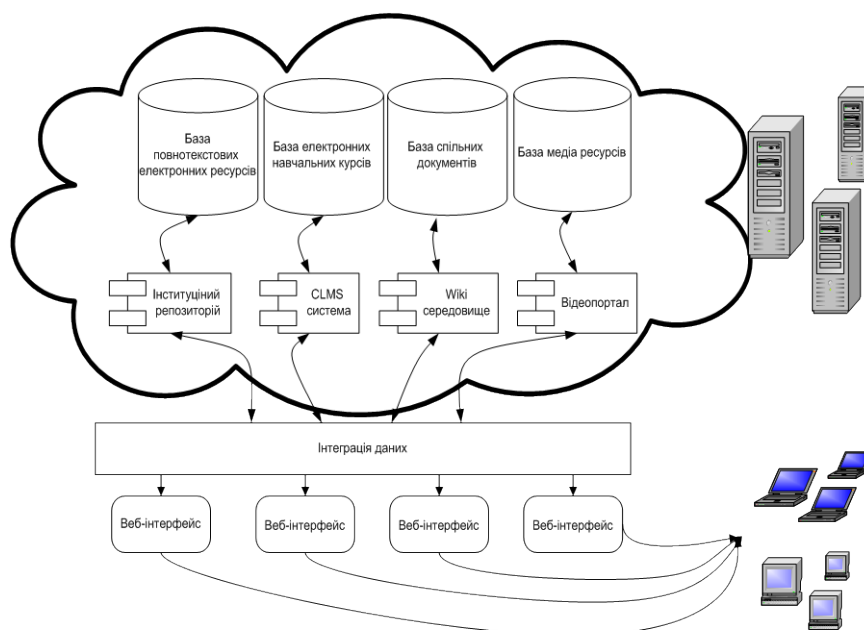 База
повнотекстових
електронних ресурсів
База електронних
навчальних курсів
База спільних
документів
База медіа ресурсів
Інституціний
репозиторій
CLMS
система
Wiki
середовище
Відеопортал
Інтеграція даних
Веб-інтерфейс
Веб-інтерфейс
Веб-інтерфейс
Веб-інтерфейс